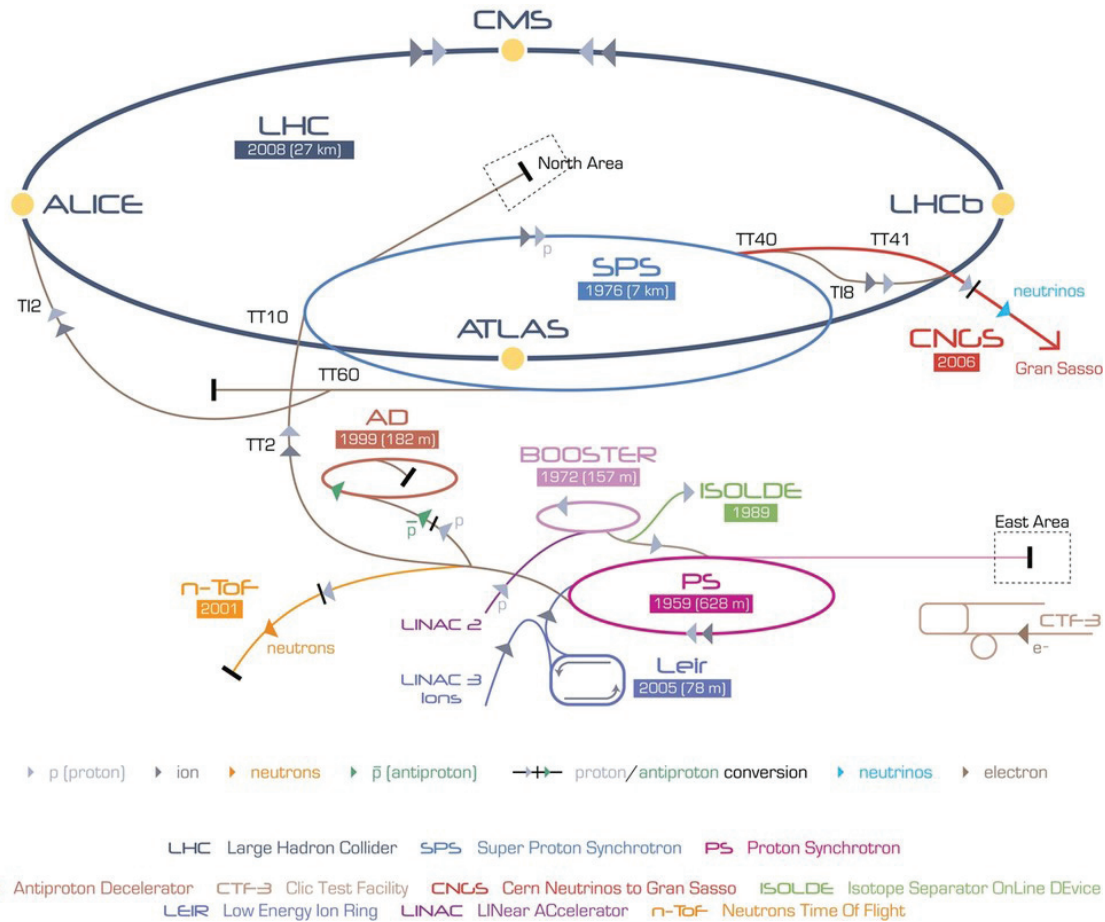 CMS
LHC
2008 (27 km)
North Area
ALICE
LHCb
TT40
TT41
p
SPS
1976 (7 km)
TI2
TI8
neutrinos
TT10
ATLAS
CNGS
2006
Gran Sasso
TT60
AD
1999 (182 m)
TT2
BOOSTER
1972 (157 m)
ISOLDE
1989
p̅
p
East Area
n-ToF
2001
PS
1959 (628 m)
p
LINAC 2
CTF-3
neutrons
e-
LINAC 3
Ions
Leir
2005 (78 m)
p (proton) ion neutrons p̅ (antiproton) proton/antiproton conversion neutrinos electron
LHC Large Hadron Collider SPS Super Proton Synchrotron PS Proton Synchrotron
Antiproton Decelerator CTF-3 Clic Test Facility CNGS Cern Neutrinos to Gran Sasso ISOLDE Isotope Separator OnLine DEvice
LEIR Low Energy Ion Ring LINAC LINear ACcelerator n-ToF Neutrons Time Of Flight